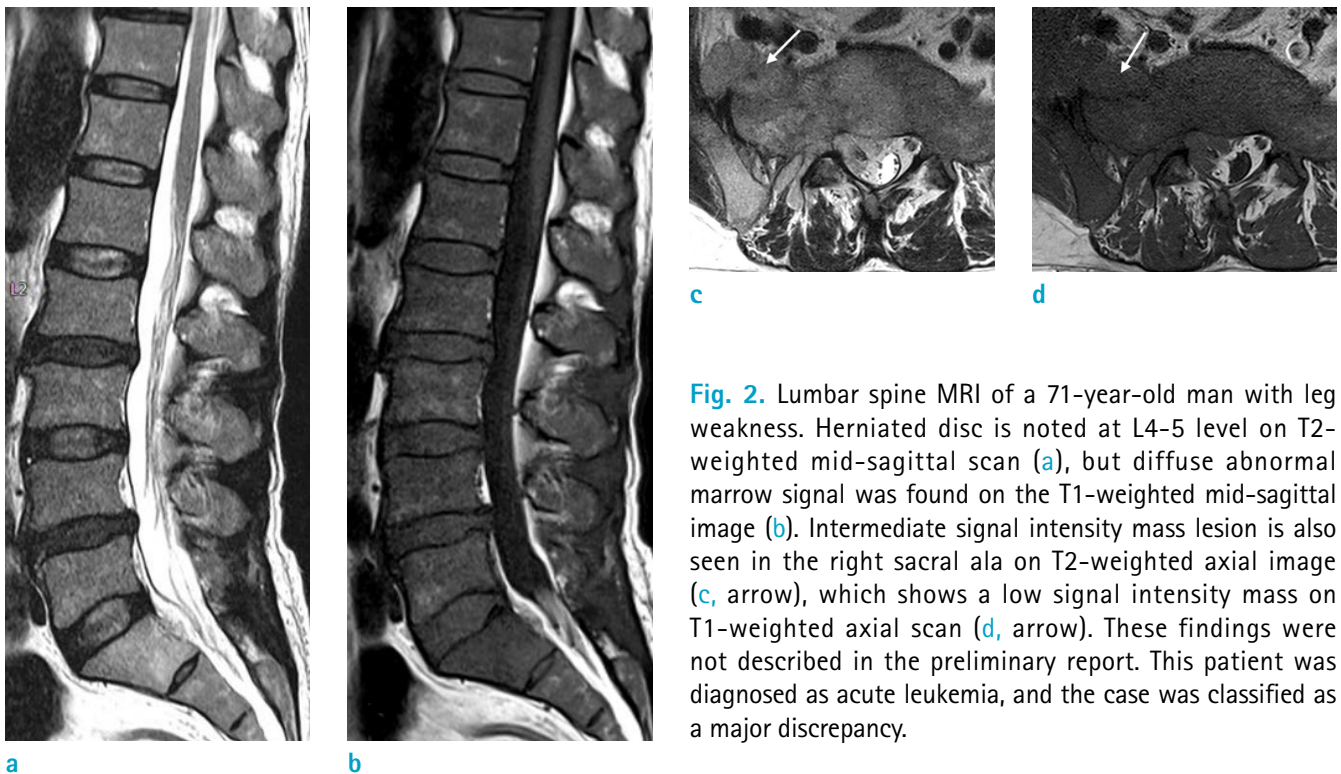 L2
a
b
c
d
Fig. 2. Lumbar spine MRI of a 71-year-old man with leg
weakness. Herniated disc is noted at L4-5 level on T2-
weighted mid-sagittal scan (a), but diffuse abnormal
marrow signal was found on the T1-weighted mid-sagittal
image (b). Intermediate signal intensity mass lesion is also
seen in the right sacral ala on T2-weighted axial image
(c, arrow), which shows a low signal intensity mass on
T1-weighted axial scan (d, arrow). These findings were
not described in the preliminary report. This patient was
diagnosed as acute leukemia, and the case was classified as
a major discrepancy.